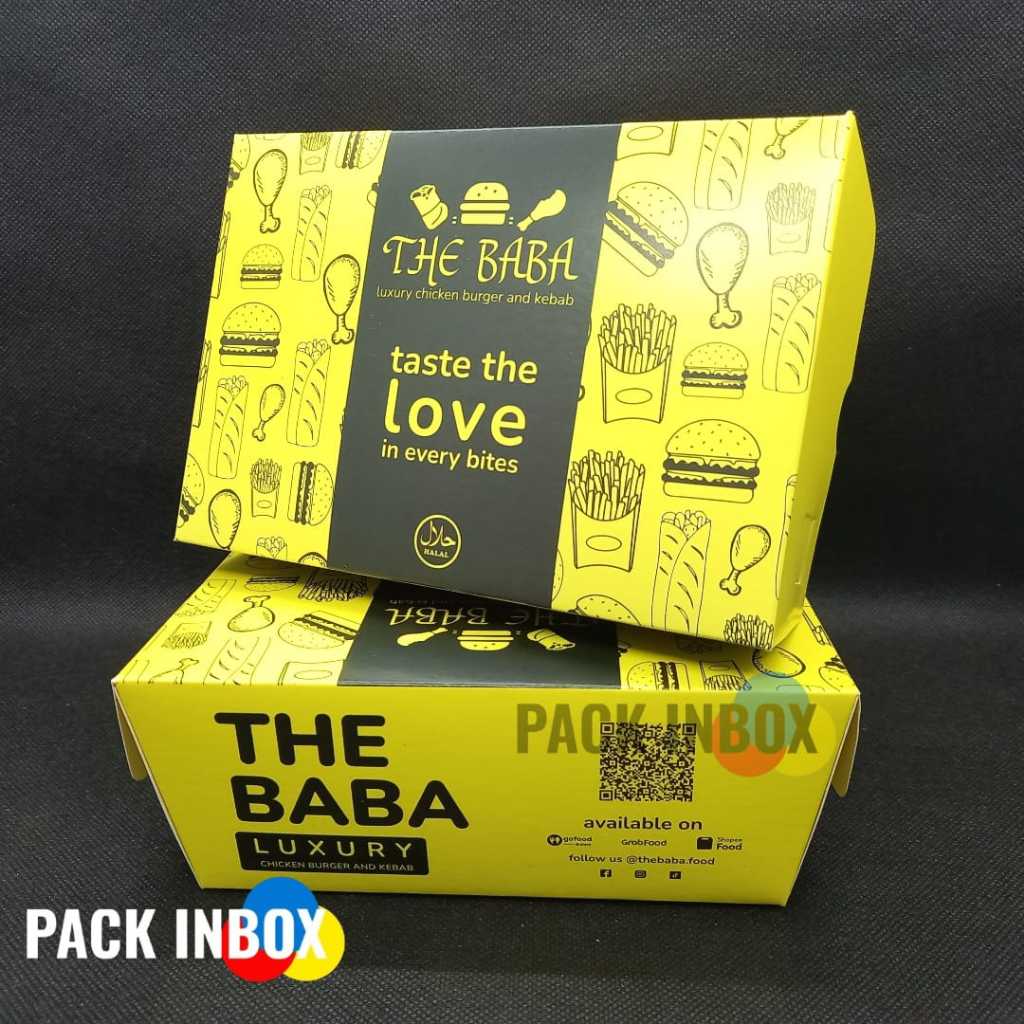 THE BABA
luxury chicken burger and kebab
taste the
love
in every bites
حلال
HALAL
THE BABA
THE
BABA
LUXURY
CHICKEN BURGER AND KEBAB
PACK INBOX
available on
gofood
GrabFood
Shopee
Food
follow us @thebaba.food
PACK INBOX